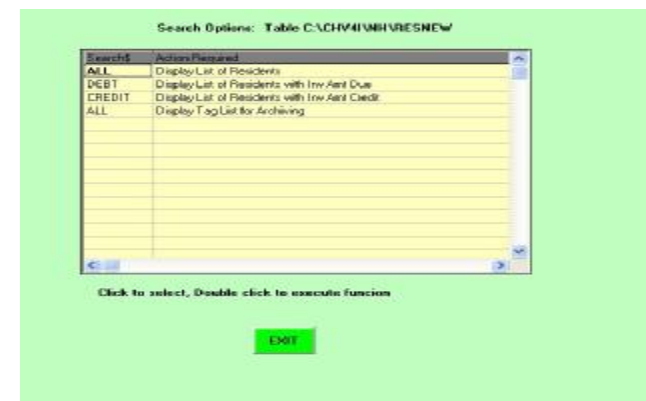 Search Options: Table C:\CHV4I\NH\RESNEW
Search$ Action Required
ALL Display List of Residents
DEBT Display List of Residents with Inv Amt Due
CREDIT Display List of Residents with Inv Amt Credit
ALL Display Tag List for Archiving
Click to select, Double click to execute funcion
EXIT